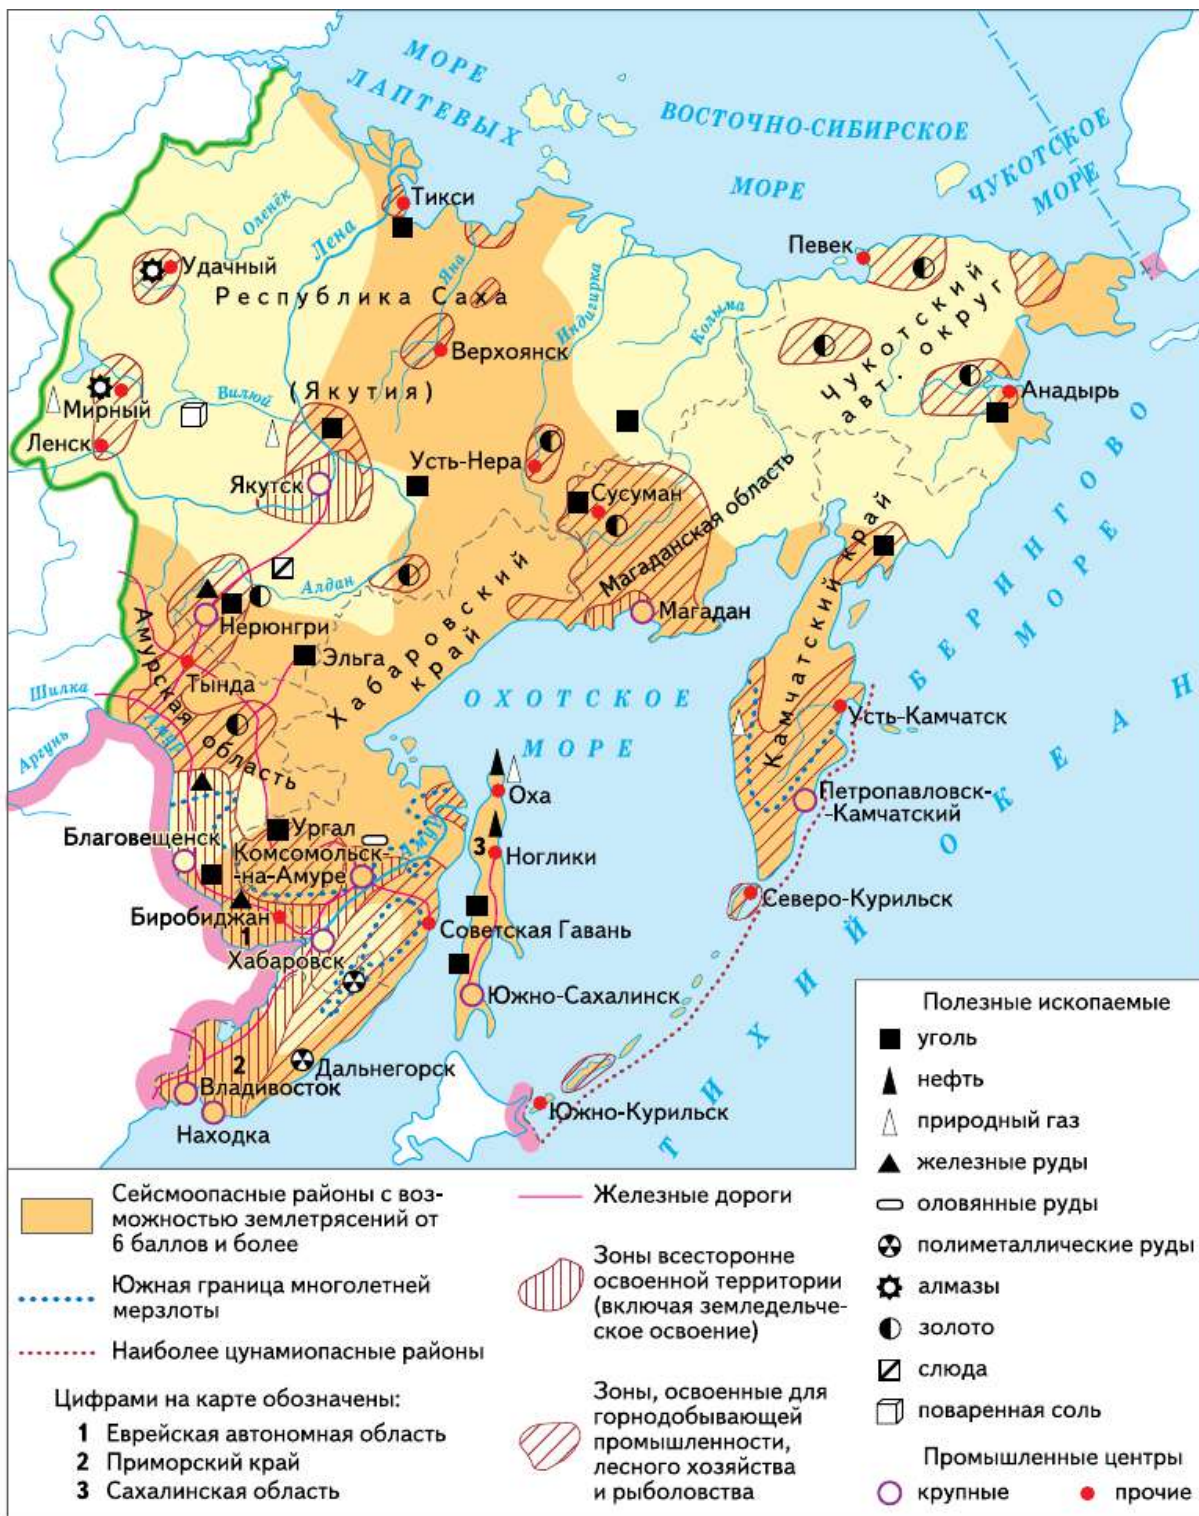 МОРЕ
ЛАПТЕВЫХ
ВОСТОЧНО-СИБИРСКОЕ
МОРЕ
ЧУКОТСКОЕ
МОРЕ
Тикси
Оленёк
Лена
Яна
Индигирка
Колыма
Певек
Удачный
Республика Саха
(Якутия)
Верхоянск
Чукотский
авт. округ
Анадырь
Мирный
Вилюй
Ленск
Усть-Нера
Якутск
Сусуман
Магаданская область
Магадан
Алдан
Нерюнгри
Эльга
Хабаровский
край
Камчатский край
БЕРИНГОВО
МОРЕ
Амурская
область
Тында
Шилка
Аргунь
Амур
ОХОТСКОЕ
МОРЕ
Усть-Камчатск
Петропавловск-
-Камчатский
Оха
Ургал
Благовещенск
Комсомольск-
-на-Амуре
Амур
3
Ноглики
Биробиджан
1
Хабаровск
Советская Гавань
Северо-Курильск
Южно-Сахалинск
2
Владивосток
Дальнегорск
Находка
Южно-Курильск
ТИХИЙ ОКЕАН
Полезные ископаемые
уголь
нефть
природный газ
железные руды
оловянные руды
полиметаллические руды
алмазы
золото
слюда
поваренная соль
Промышленные центры
крупные
прочие
Сейсмоопасные районы с воз-
можностью землетрясений от
6 баллов и более
Южная граница многолетней
мерзлоты
Наиболее цунамиопасные районы
Цифрами на карте обозначены:
1 Еврейская автономная область
2 Приморский край
3 Сахалинская область
Железные дороги
Зоны всесторонне
освоенной территории
(включая земледельче-
ское освоение)
Зоны, освоенные для
горнодобывающей
промышленности,
лесного хозяйства
и рыболовства